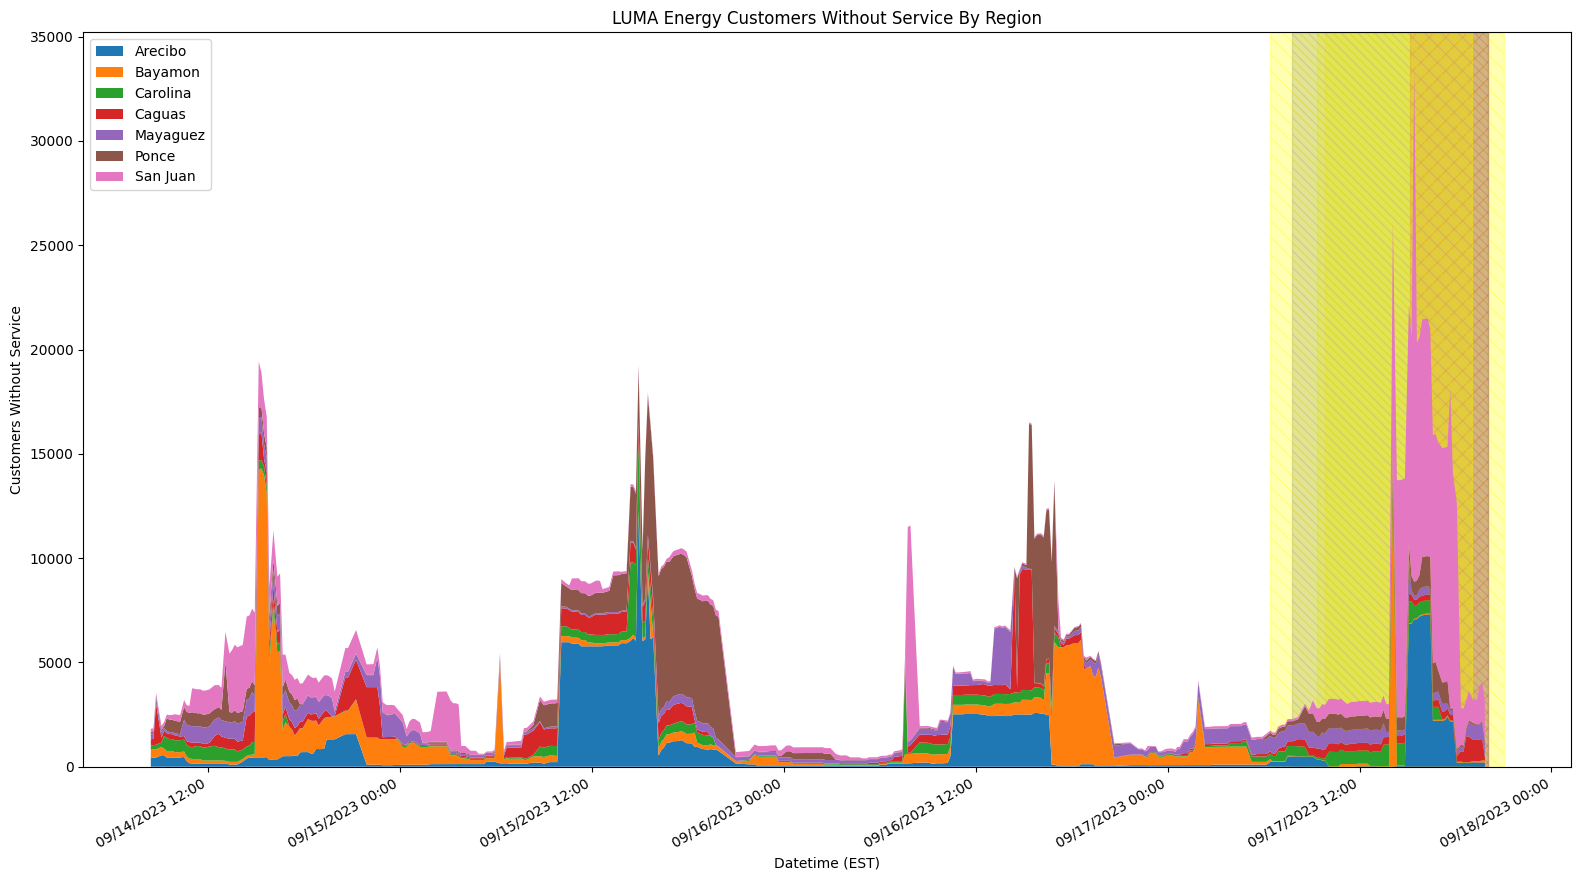 LUMA Energy Customers Without Service By Region
35000
30000
25000
20000
15000
10000
5000
0
Customers Without Service
Arecibo
Bayamon
Carolina
Caguas
Mayaguez
Ponce
San Juan
09/14/2023 12:00
09/15/2023 00:00
09/15/2023 12:00
09/16/2023 00:00
09/16/2023 12:00
09/17/2023 00:00
09/17/2023 12:00
09/18/2023 00:00
Datetime (EST)